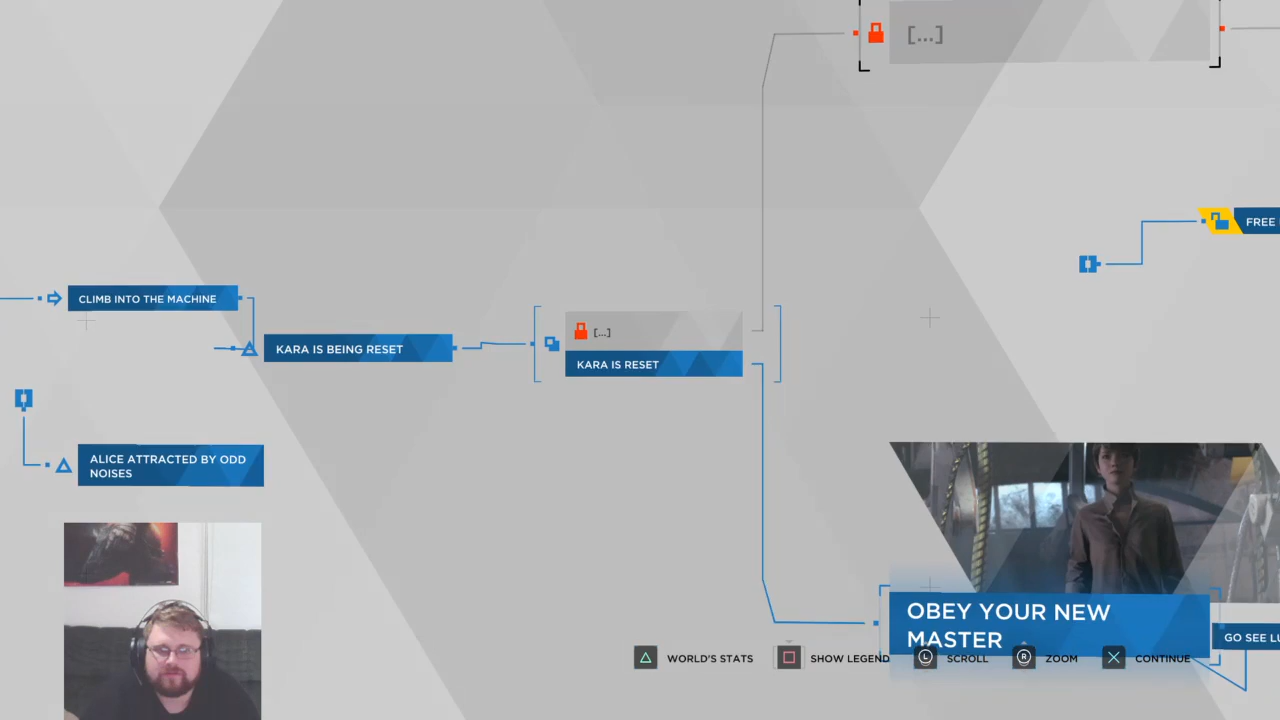 [...]
FREE
CLIMB INTO THE MACHINE
[...]
KARA IS BEING RESET
KARA IS RESET
ALICE ATTRACTED BY ODD
NOISES
OBEY YOUR NEW
MASTER
GO SEE LU
WORLD'S STATS
SHOW LEGEND
L SCROLL
R ZOOM
CONTINUE